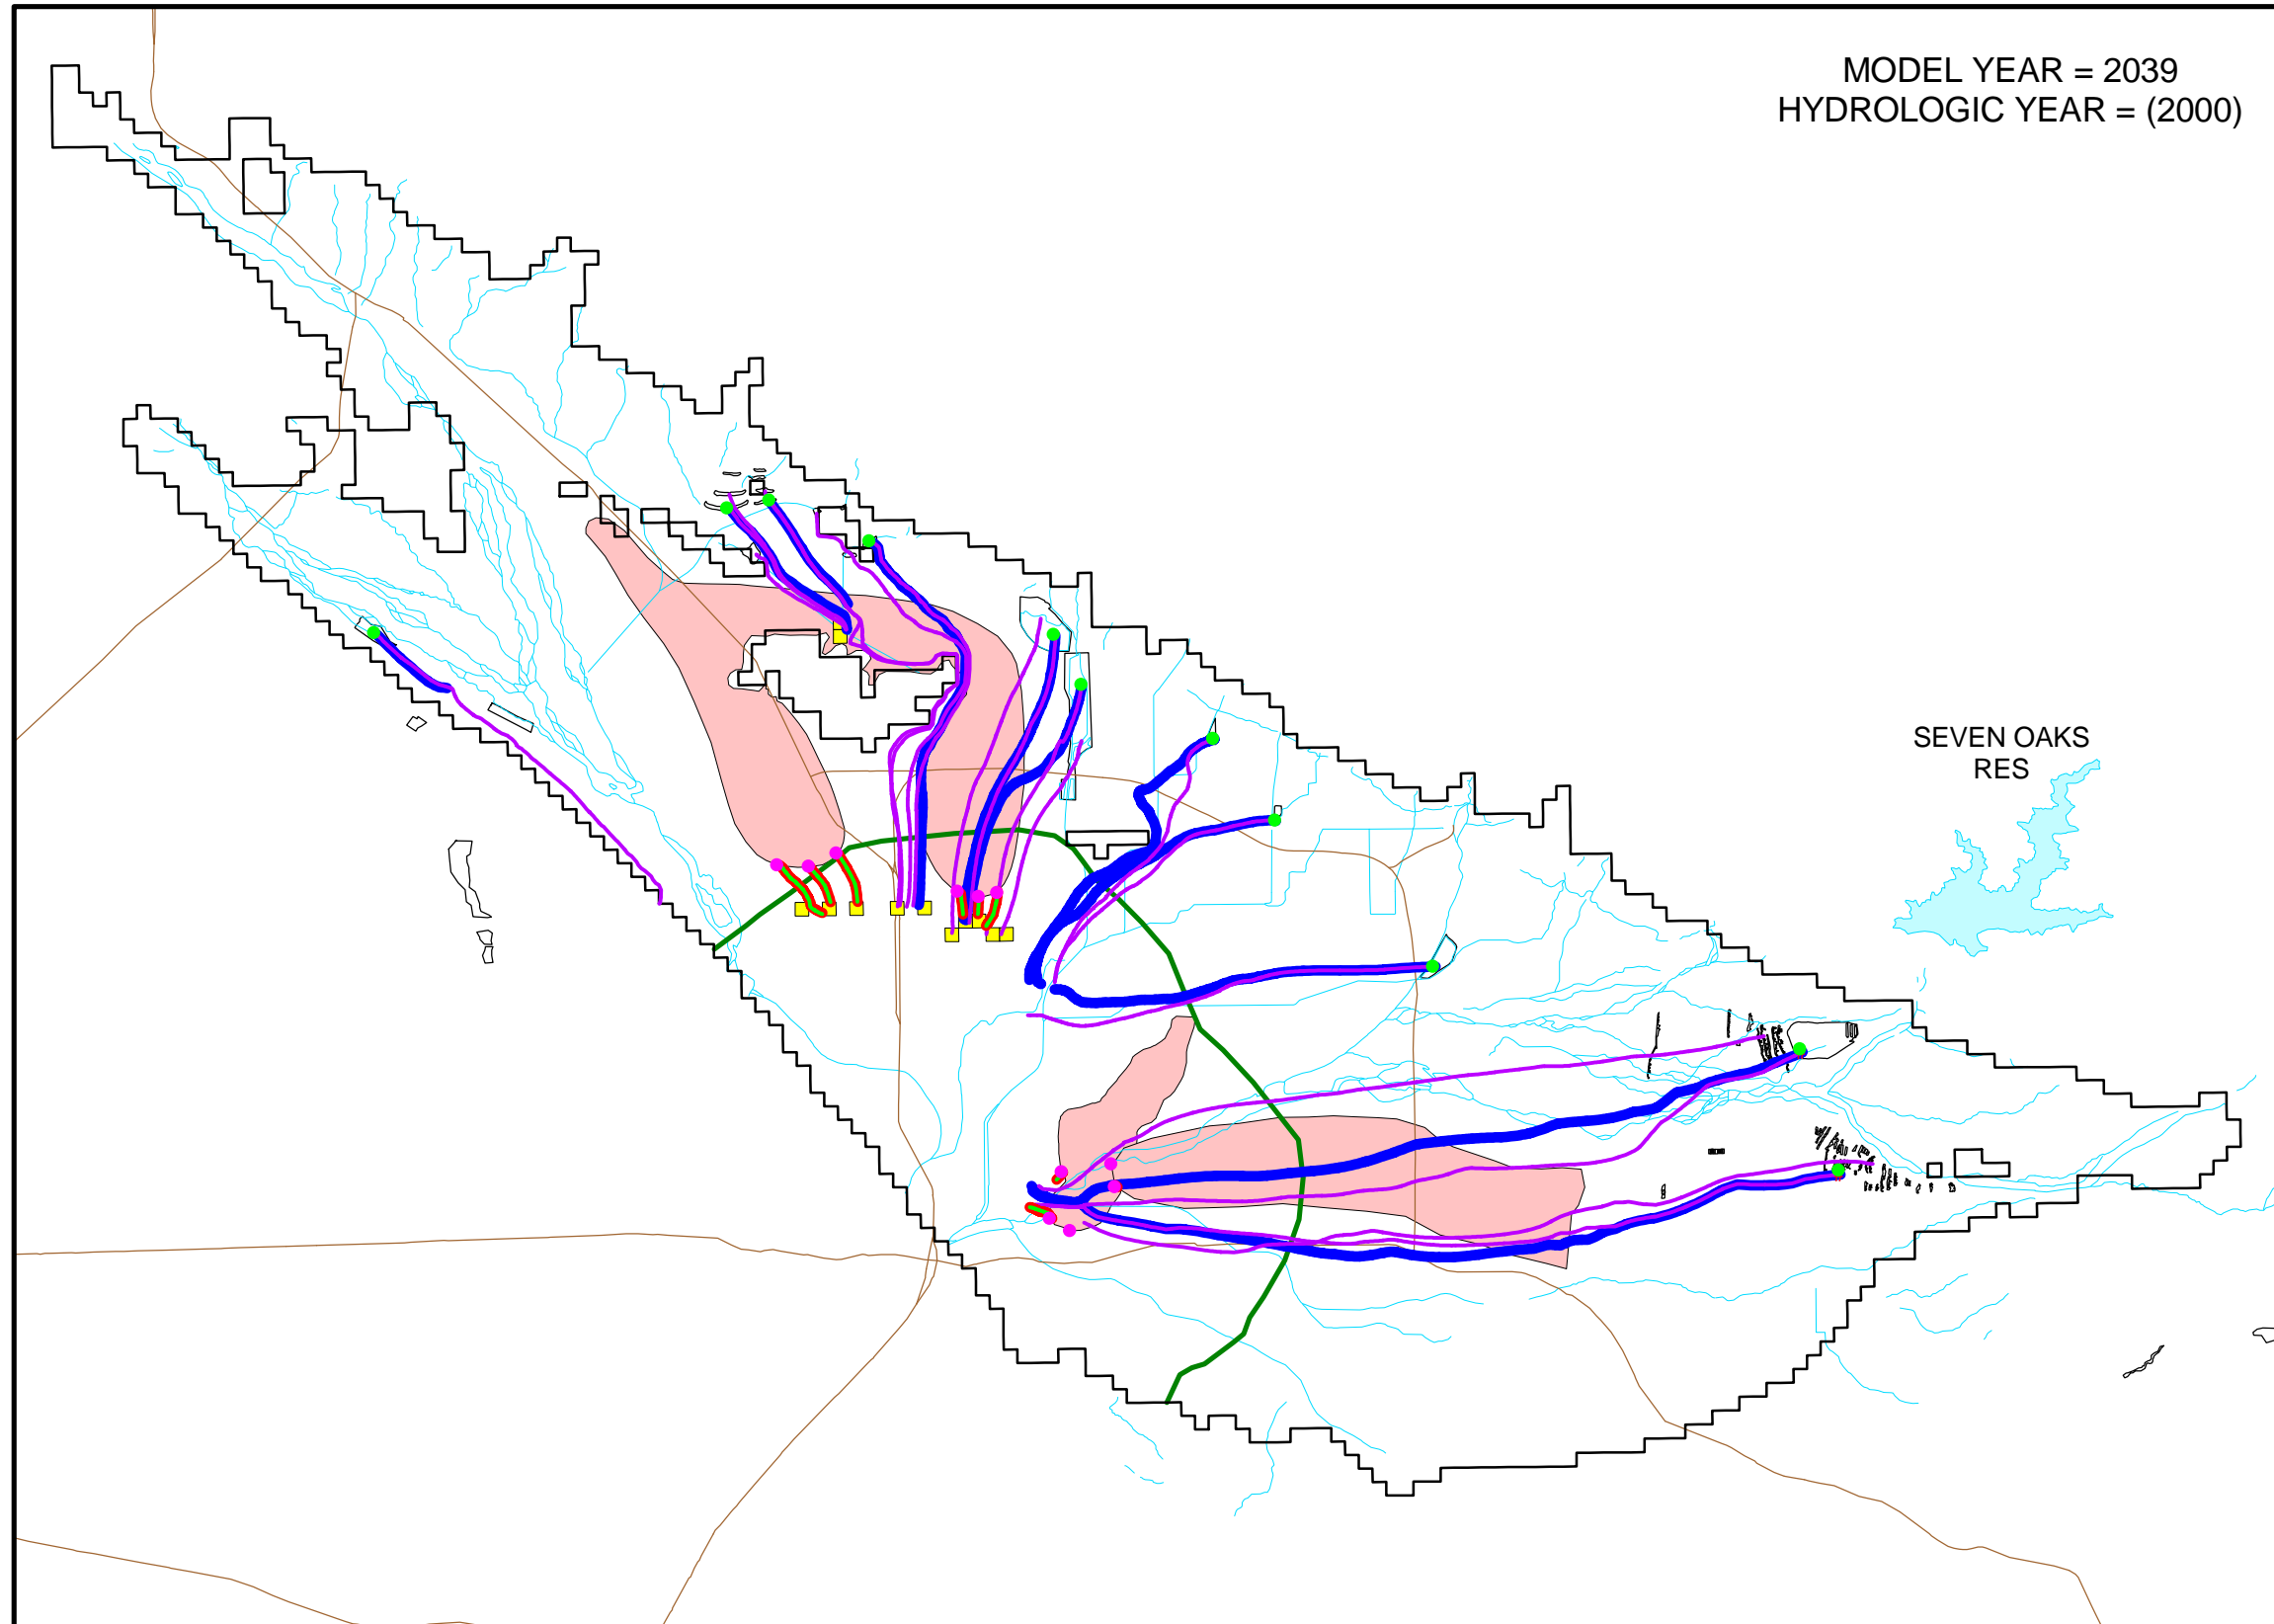 MODEL YEAR = 2039
HYDROLOGIC YEAR = (2000)
SEVEN OAKS
RES